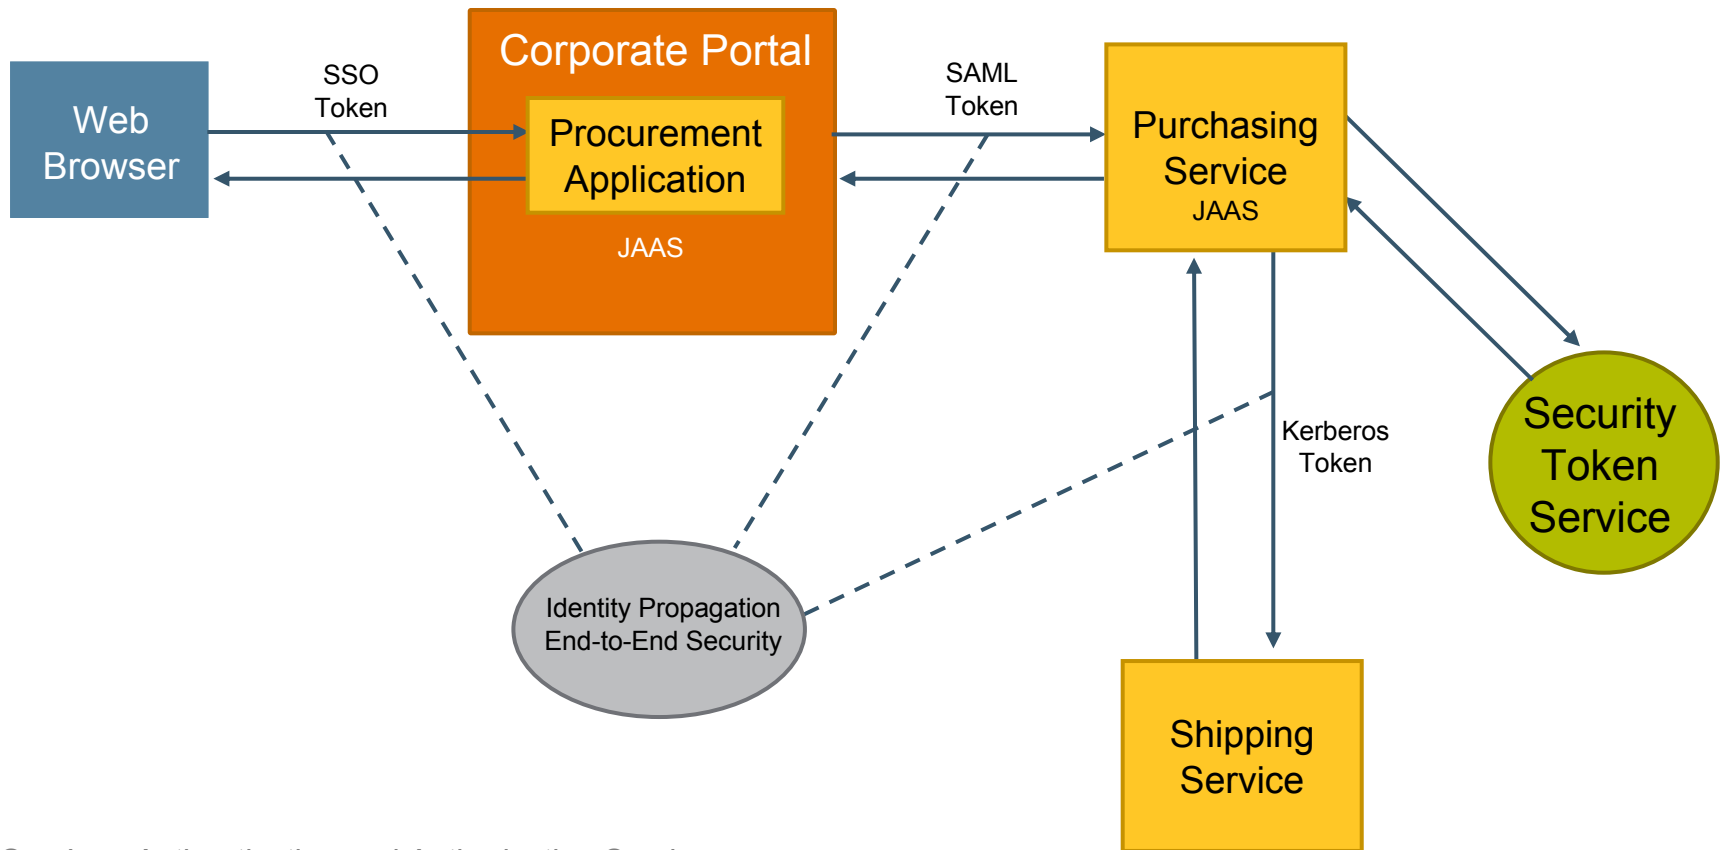 Corporate Portal
SSO
Token
SAML
Token
Web
Browser
Procurement
Application
JAAS
Purchasing
Service
JAAS
Kerberos
Token
Security
Token
Service
Identity Propagation
End-to-End Security
Shipping
Service